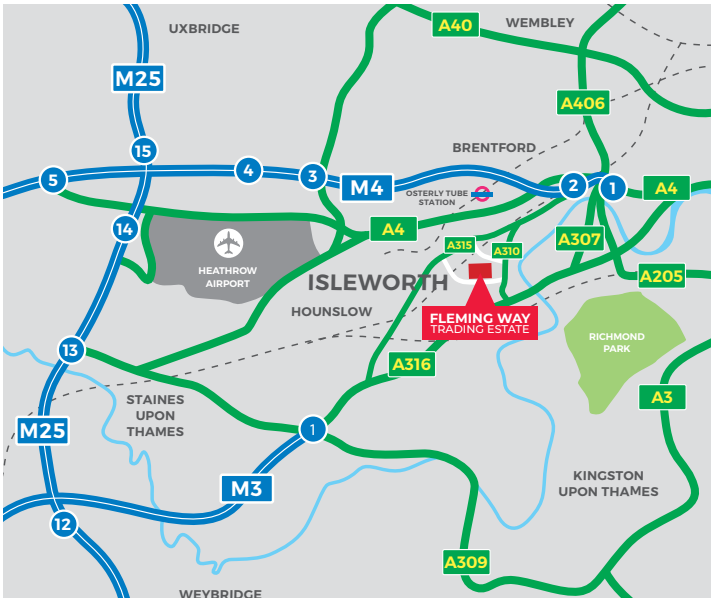 UXBRIDGE
A40
WEMBLEY
M25
A406
15
BRENTFORD
4
3
5
M4
OSTERLY TUBE
STATION
2
1
A4
14
A4
A315
A310
A307
HEATHROW
AIRPORT
ISLEWORTH
A205
HOUNSLOW
FLEMING WAY
TRADING ESTATE
RICHMOND
PARK
13
A316
STAINES
UPON
THAMES
A3
M25
1
M3
KINGSTON
UPON THAMES
12
A309
WEYBRIDGE